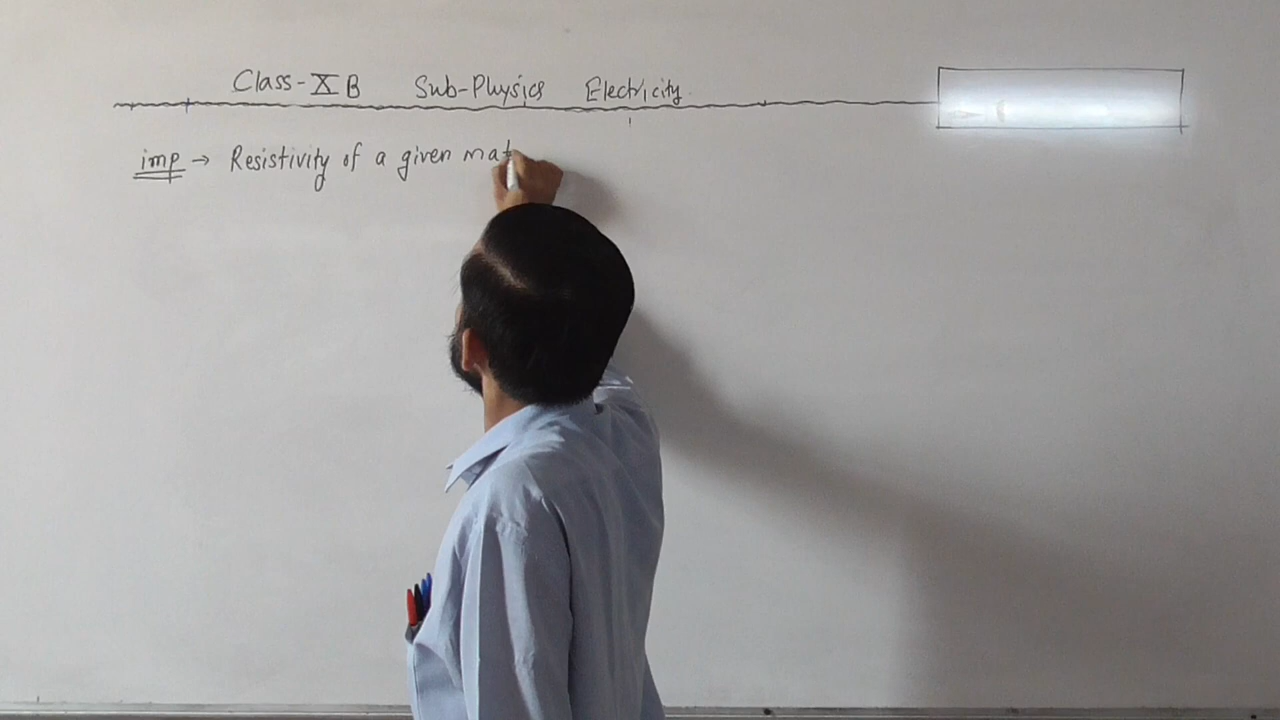 Class-X B Sub-Physics Electricity.
imp → Resistivity of a given mat